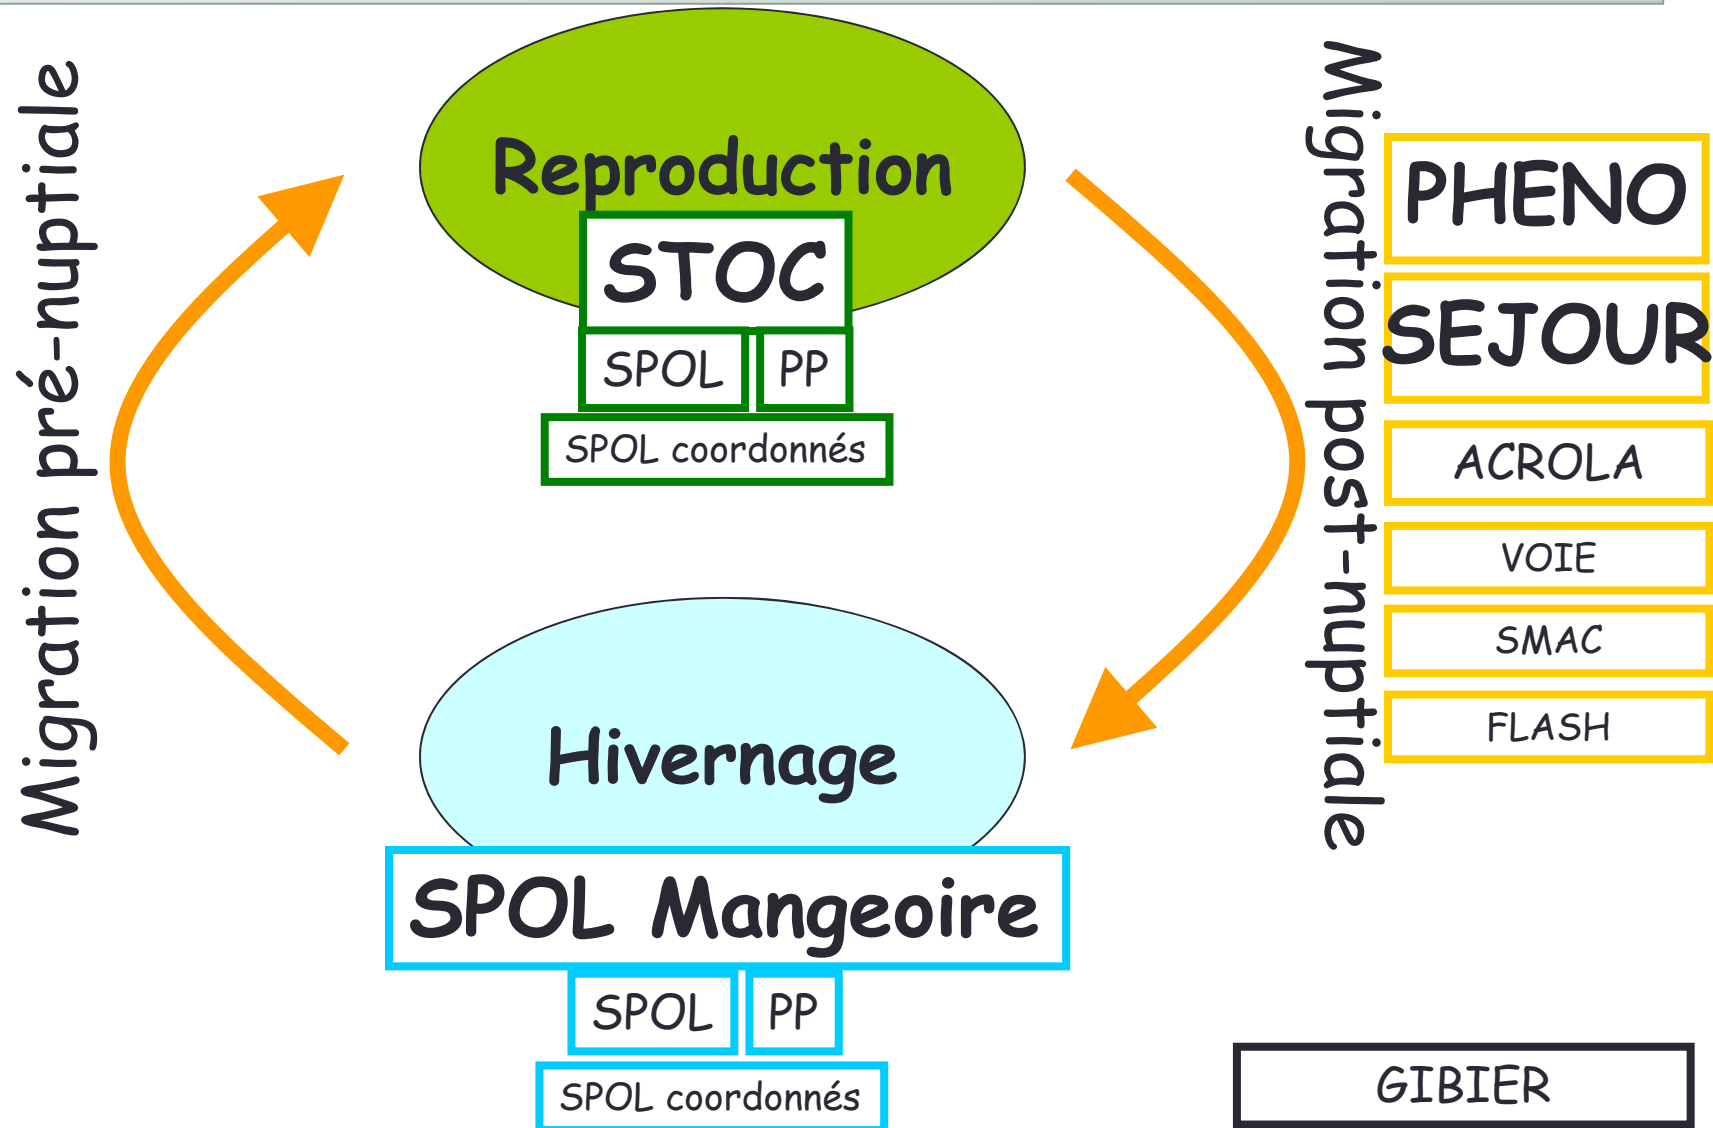 Migration pré-nuptiale
Reproduction
STOC
SPOL
PP
SPOL coordonnés
Migration post-nuptiale
PHENO
SEJOUR
ACROLA
VOIE
SMAC
FLASH
Hivernage
SPOL Mangeoire
SPOL
PP
SPOL coordonnés
GIBIER